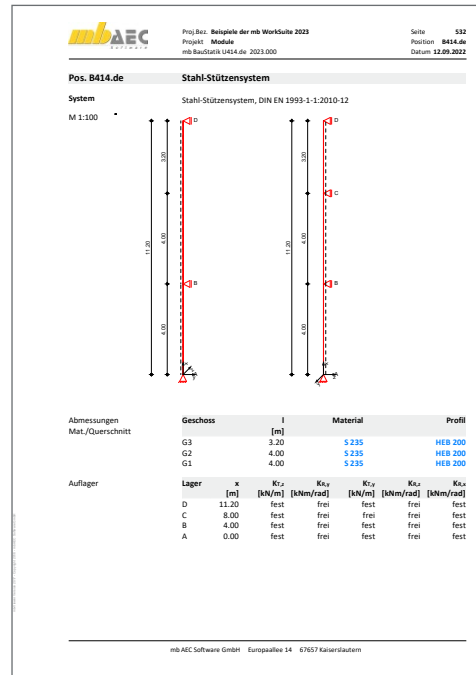 mbAEC
Software
Proj.Bez. Beispiele der mb WorkSuite 2023
Projekt Module
mb BauStatik U414.de 2023.000
Seite 532
Position B414.de
Datum 12.09.2022
Pos. B414.de Stahl-Stützensystem
System Stahl-Stützensystem, DIN EN 1993-1-1:2010-12
M 1:100
D D
3.20 3.20
C
11.20 4.00 11.20 4.00
B B
4.00 4.00
A
Abmessungen Geschoss l Material Profil
Mat./Querschnitt [m]
G3 3.20 S 235 HEB 200
G2 4.00 S 235 HEB 200
G1 4.00 S 235 HEB 200
Auflager Lager x K_T,z K_R,y K_T,y K_R,z K_R,x
[m] [kN/m] [kNm/rad] [kN/m] [kNm/rad] [kNm/rad]
D 11.20 fest frei fest frei fest
C 8.00 fest frei fest frei fest
B 4.00 fest frei fest frei fest
A 0.00 fest frei fest frei fest
mb AEC Software GmbH Europaallee 14 67657 Kaiserslautern